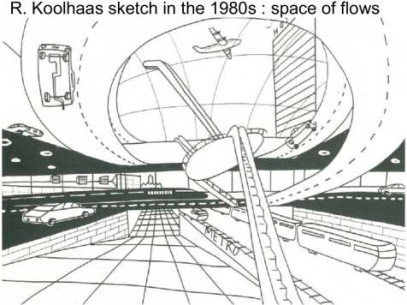 R. Koolhaas sketch in the 1980s : space of flows
METRO